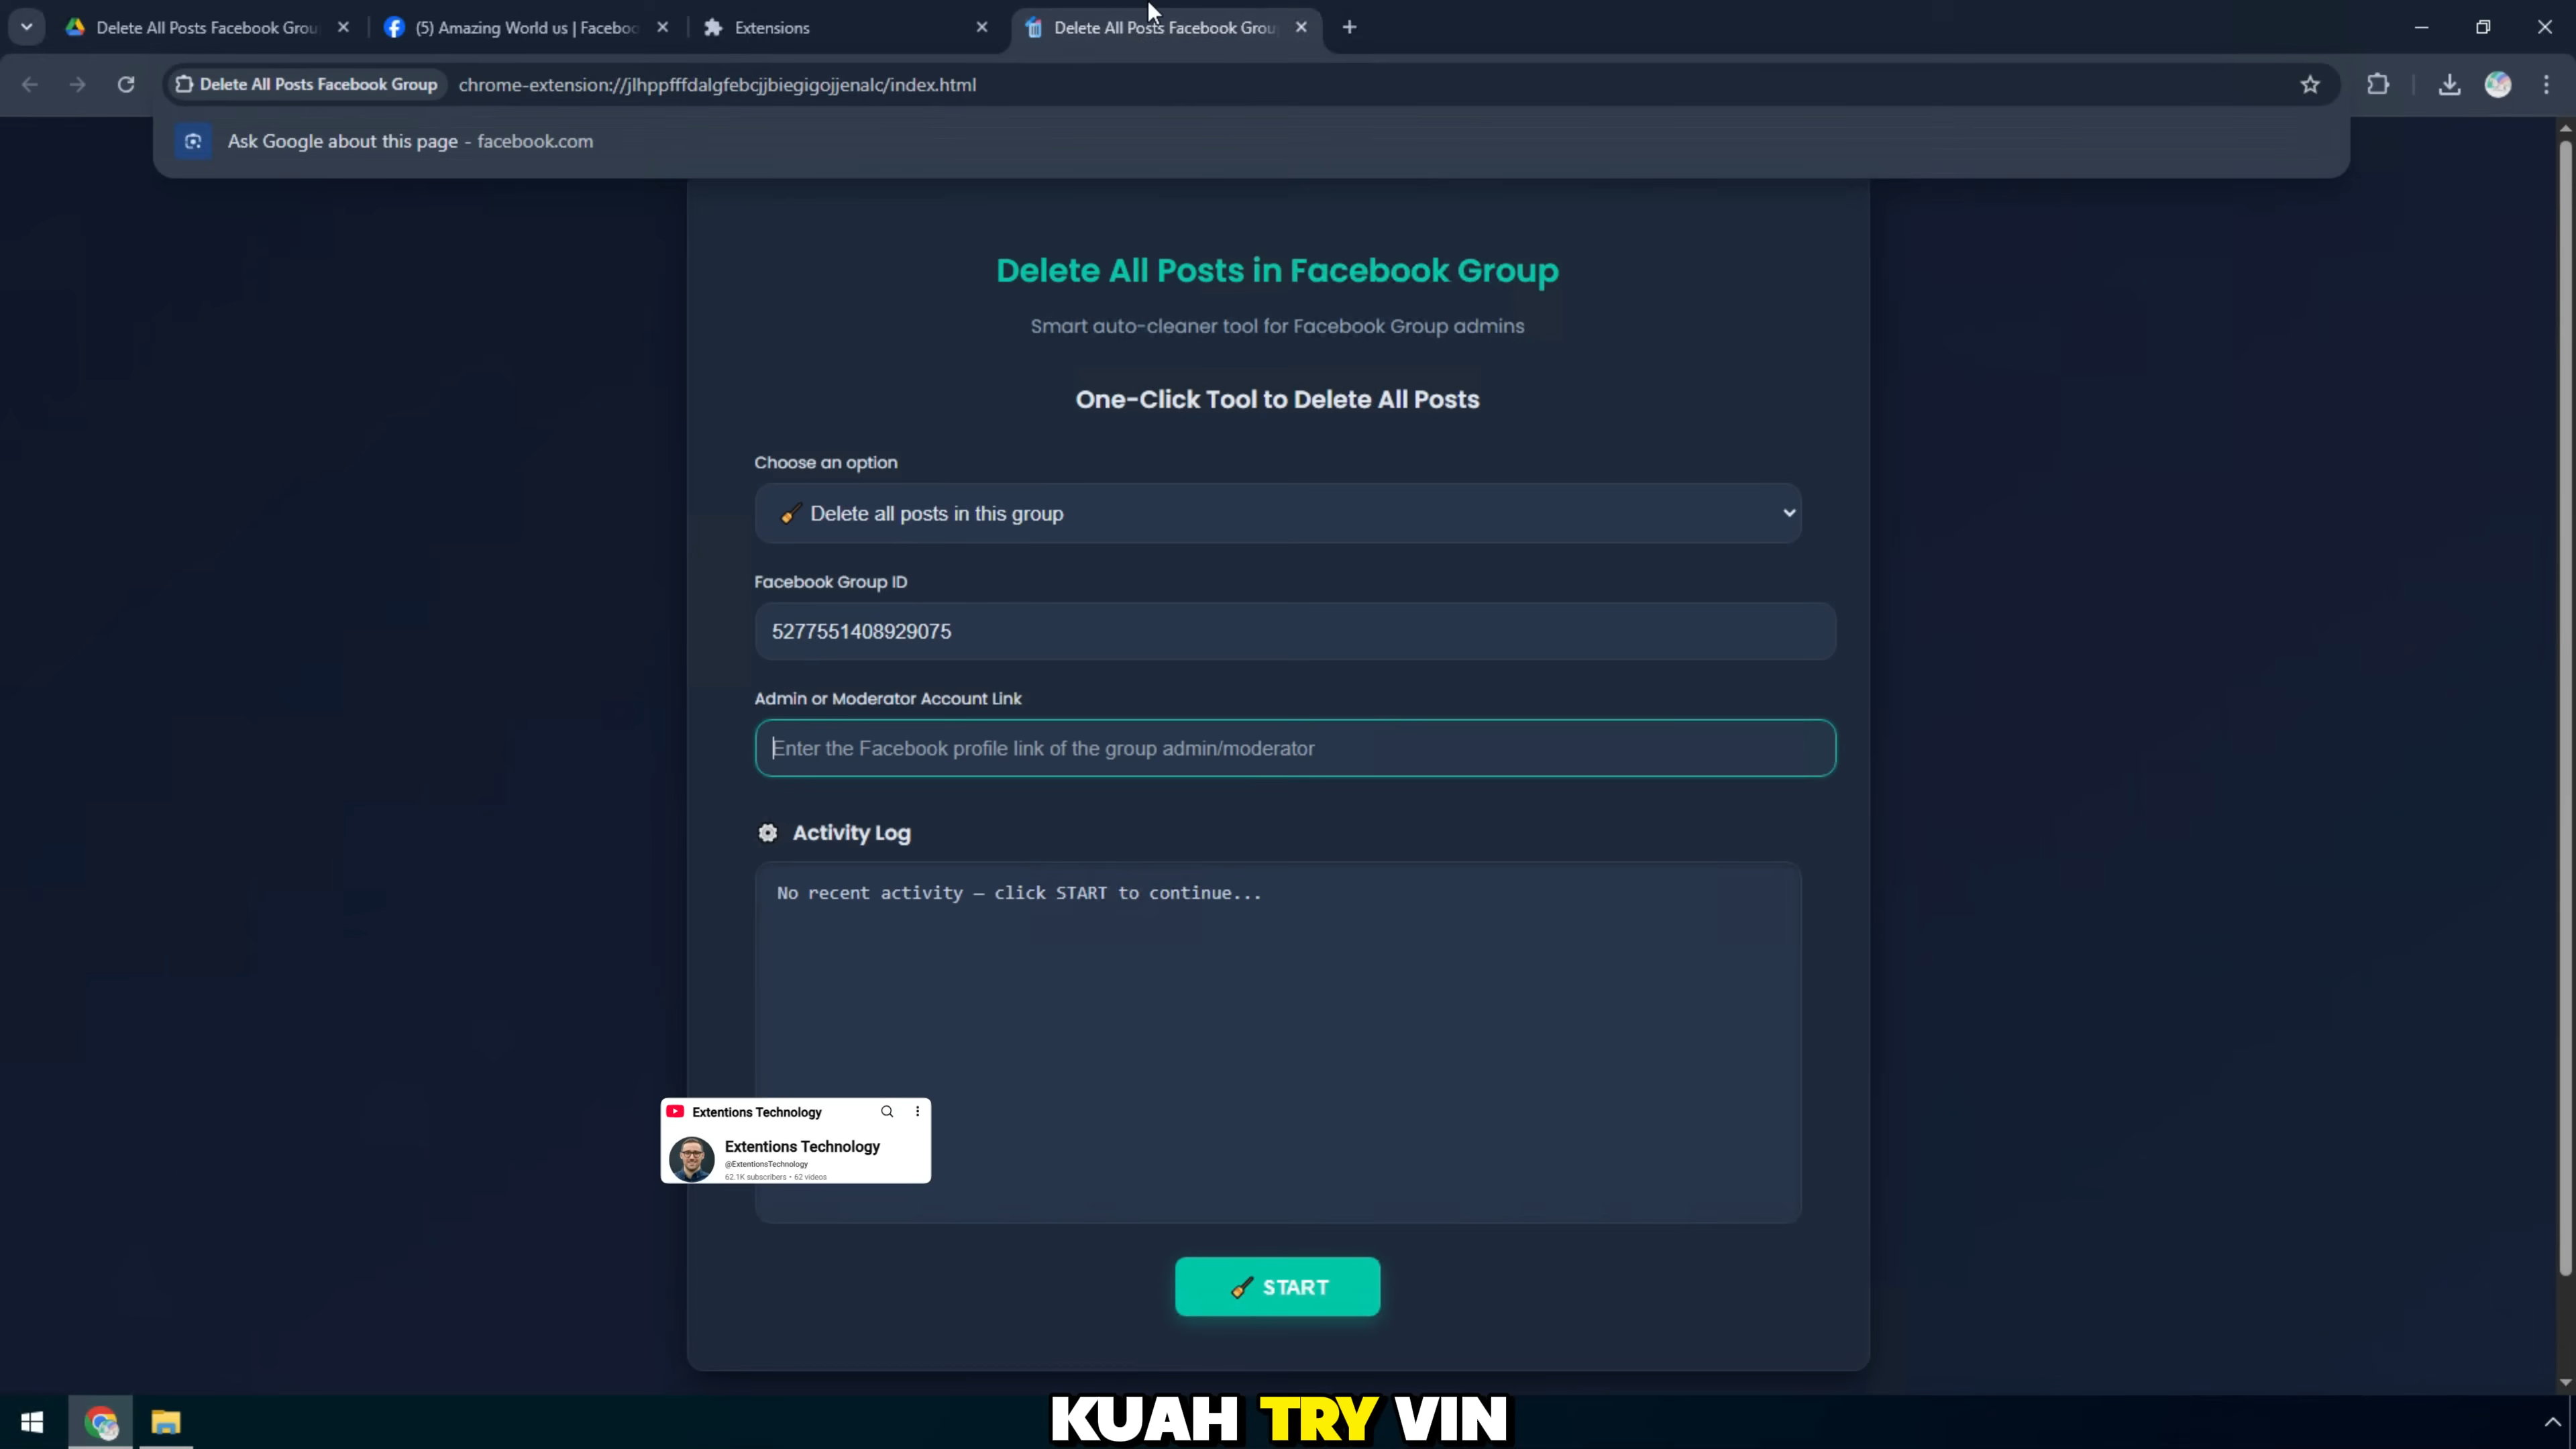 Delete All Posts Facebook Grou
(5) Amazing World us | Faceboo
Extensions
Delete All Posts Facebook Grou
Delete All Posts Facebook Group
chrome-extension://jlhppfffdalgfebcjjbiegigojjenalc/index.html
Ask Google about this page - facebook.com
Delete All Posts in Facebook Group
Smart auto-cleaner tool for Facebook Group admins
One-Click Tool to Delete All Posts
Choose an option
Delete all posts in this group
Facebook Group ID
5277551408929075
Admin or Moderator Account Link
Enter the Facebook profile link of the group admin/moderator
Activity Log
No recent activity – click START to continue...
Extentions Technology
Extentions Technology
@ExtentionsTechnology
62.1K subscribers • 62 videos
START
KUAH TRY VIN